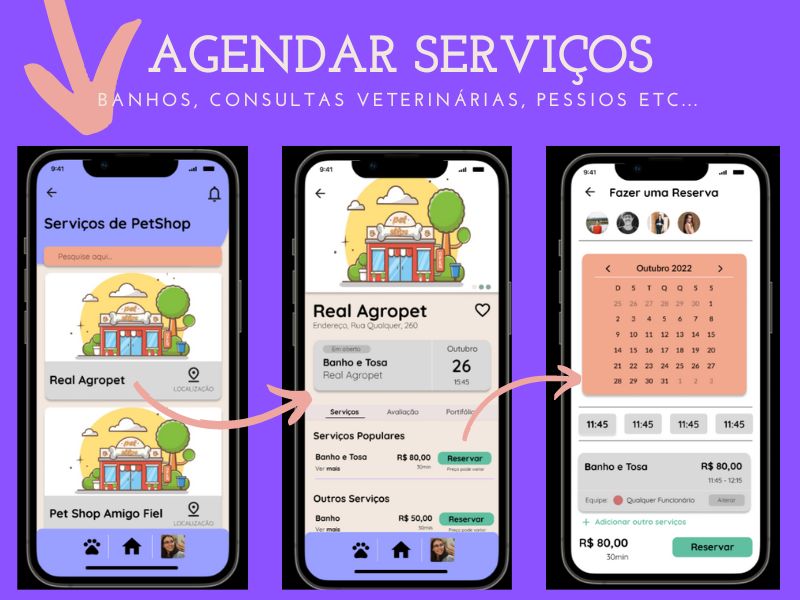 AGENDAR SERVIÇOS
BANHOS, CONSULTAS VETERINÁRIAS, PESSIOS ETC...
9:41
Serviços de PetShop
Pesquise aqui...
pet
store
Real Agropet
LOCALIZAÇÃO
pet
store
Pet Shop Amigo Fiel
LOCALIZAÇÃO
9:41
pet
store
Real Agropet
Endereço, Rua Qualquer, 260
Em aberto
Banho e Tosa
Real Agropet
Outubro
26
15:45
Serviços Avaliação Portifólio
Serviços Populares
Banho e Tosa R$ 80,00 Reservar
Ver mais 30min Preço pode variar
Outros Serviços
Banho R$ 50,00 Reservar
Ver mais 30min Preço pode variar
9:41
Fazer uma Reserva
Outubro 2022
D S T Q Q S S
25 26 27 28 29 30 1
2 3 4 5 6 7 8
9 10 11 12 13 14 15
14 15 16 17 18 19 20
21 22 23 24 25 26 27
28 29 30 31 1 2 3
11:45 11:45 11:45 11:45
Banho e Tosa R$ 80,00
11:45 - 12:15
Equipe: Qualquer Funcionário Alterar
+ Adicionar outro serviços
R$ 80,00
30min
Reservar